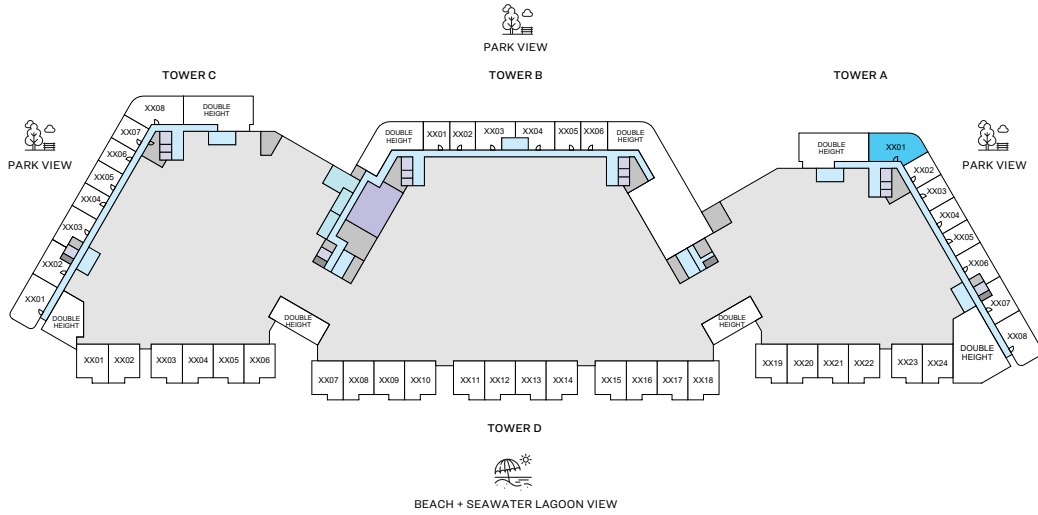 PARK VIEW
TOWER C
TOWER B
TOWER A
XX08
DOUBLE
HEIGHT
PARK VIEW
XX07
XX06
XX05
XX04
XX03
XX02
XX01
DOUBLE
HEIGHT
DOUBLE
HEIGHT
XX01
XX02
XX03
XX04
XX05
XX06
DOUBLE
HEIGHT
DOUBLE
HEIGHT
XX01
PARK VIEW
XX02
XX03
XX04
XX05
XX06
XX07
XX08
DOUBLE
HEIGHT
DOUBLE
HEIGHT
DOUBLE
HEIGHT
XX01
XX02
XX03
XX04
XX05
XX06
XX07
XX08
XX09
XX10
XX11
XX12
XX13
XX14
XX15
XX16
XX17
XX18
XX19
XX20
XX21
XX22
XX23
XX24
TOWER D
BEACH + SEAWATER LAGOON VIEW